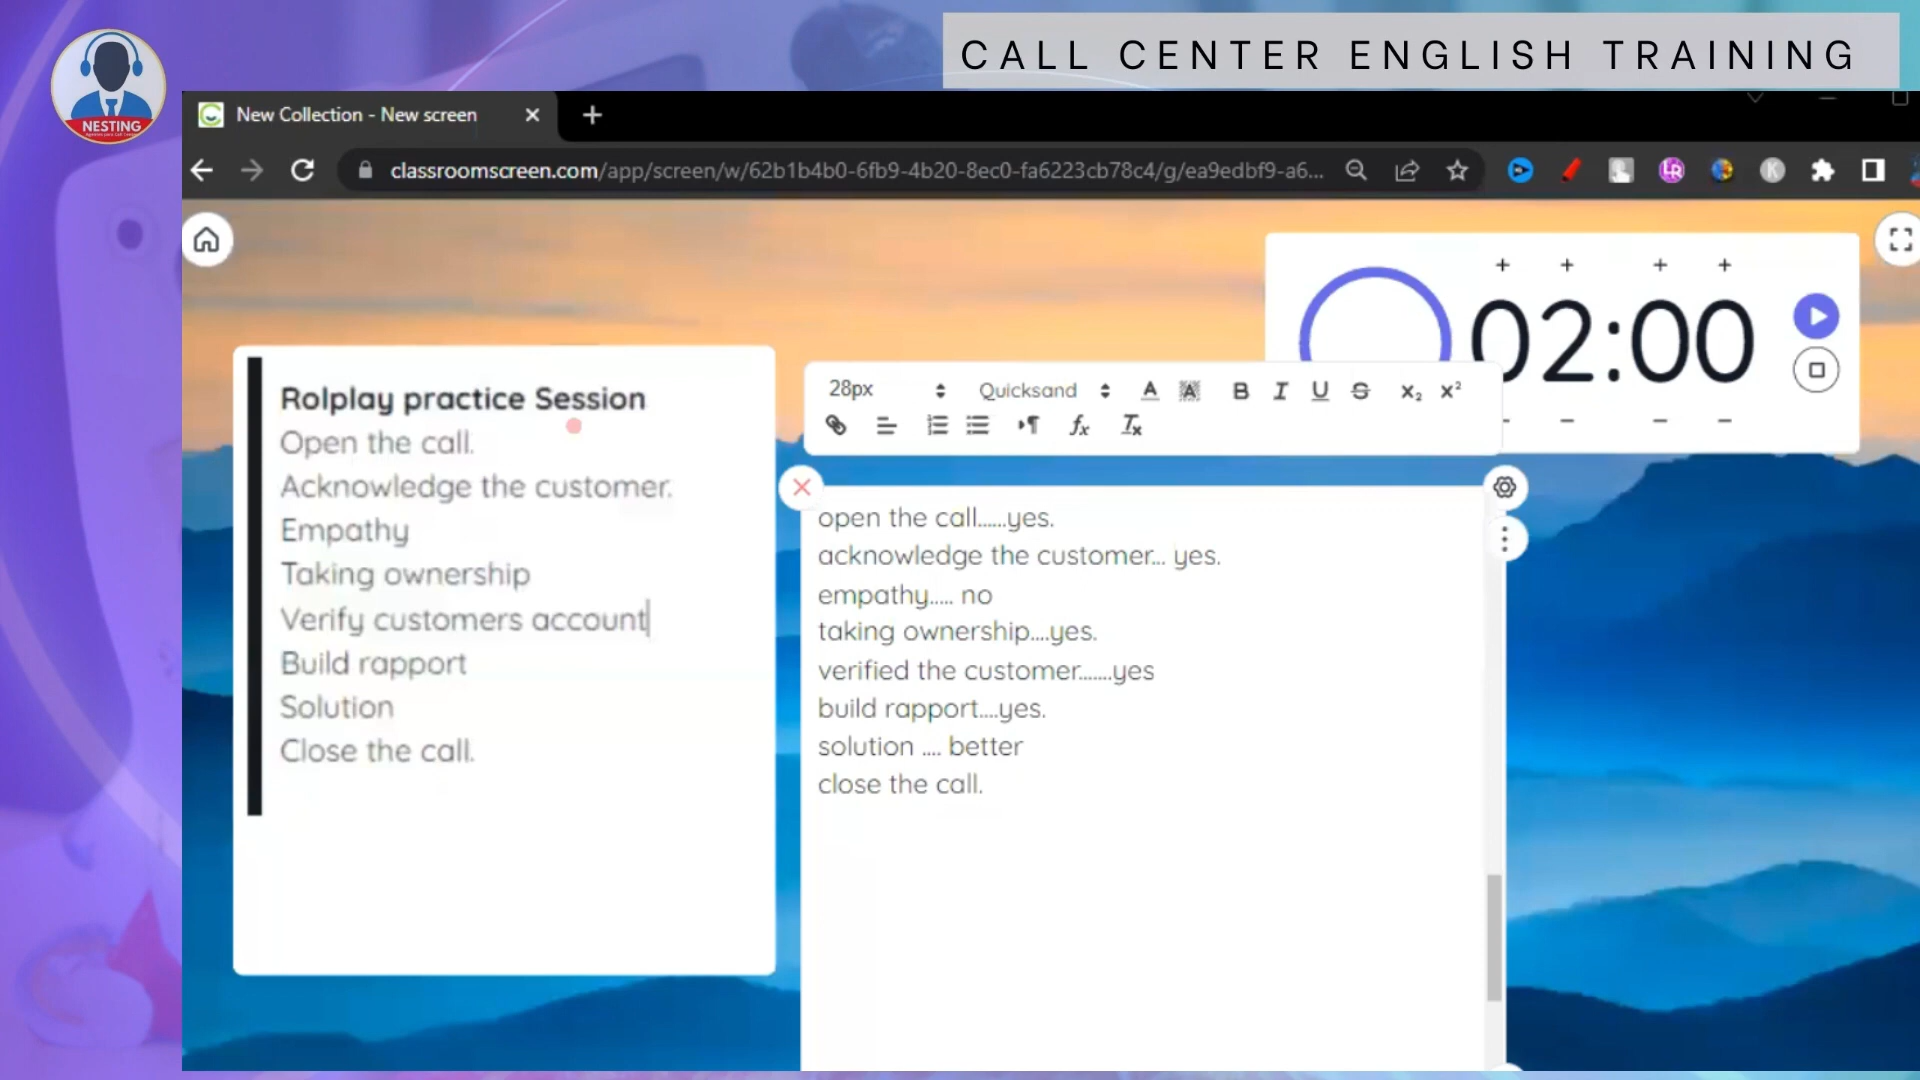 CALL CENTER ENGLISH TRAINING
NESTING
New Collection - New screen
classroomscreen.com/app/screen/w/62b1b4b0-6fb9-4b20-8ec0-fa6223cb78c4/g/ea9edbf9-a6...
LR
K
02:00
Rolplay practice Session
Open the call.
Acknowledge the customer.
Empathy
Taking ownership
Verify customers account
Build rapport
Solution
Close the call.
28px
Quicksand
open the call......yes.
acknowledge the customer... yes.
empathy..... no
taking ownership....yes.
verified the customer.......yes
build rapport....yes.
solution .... better
close the call.